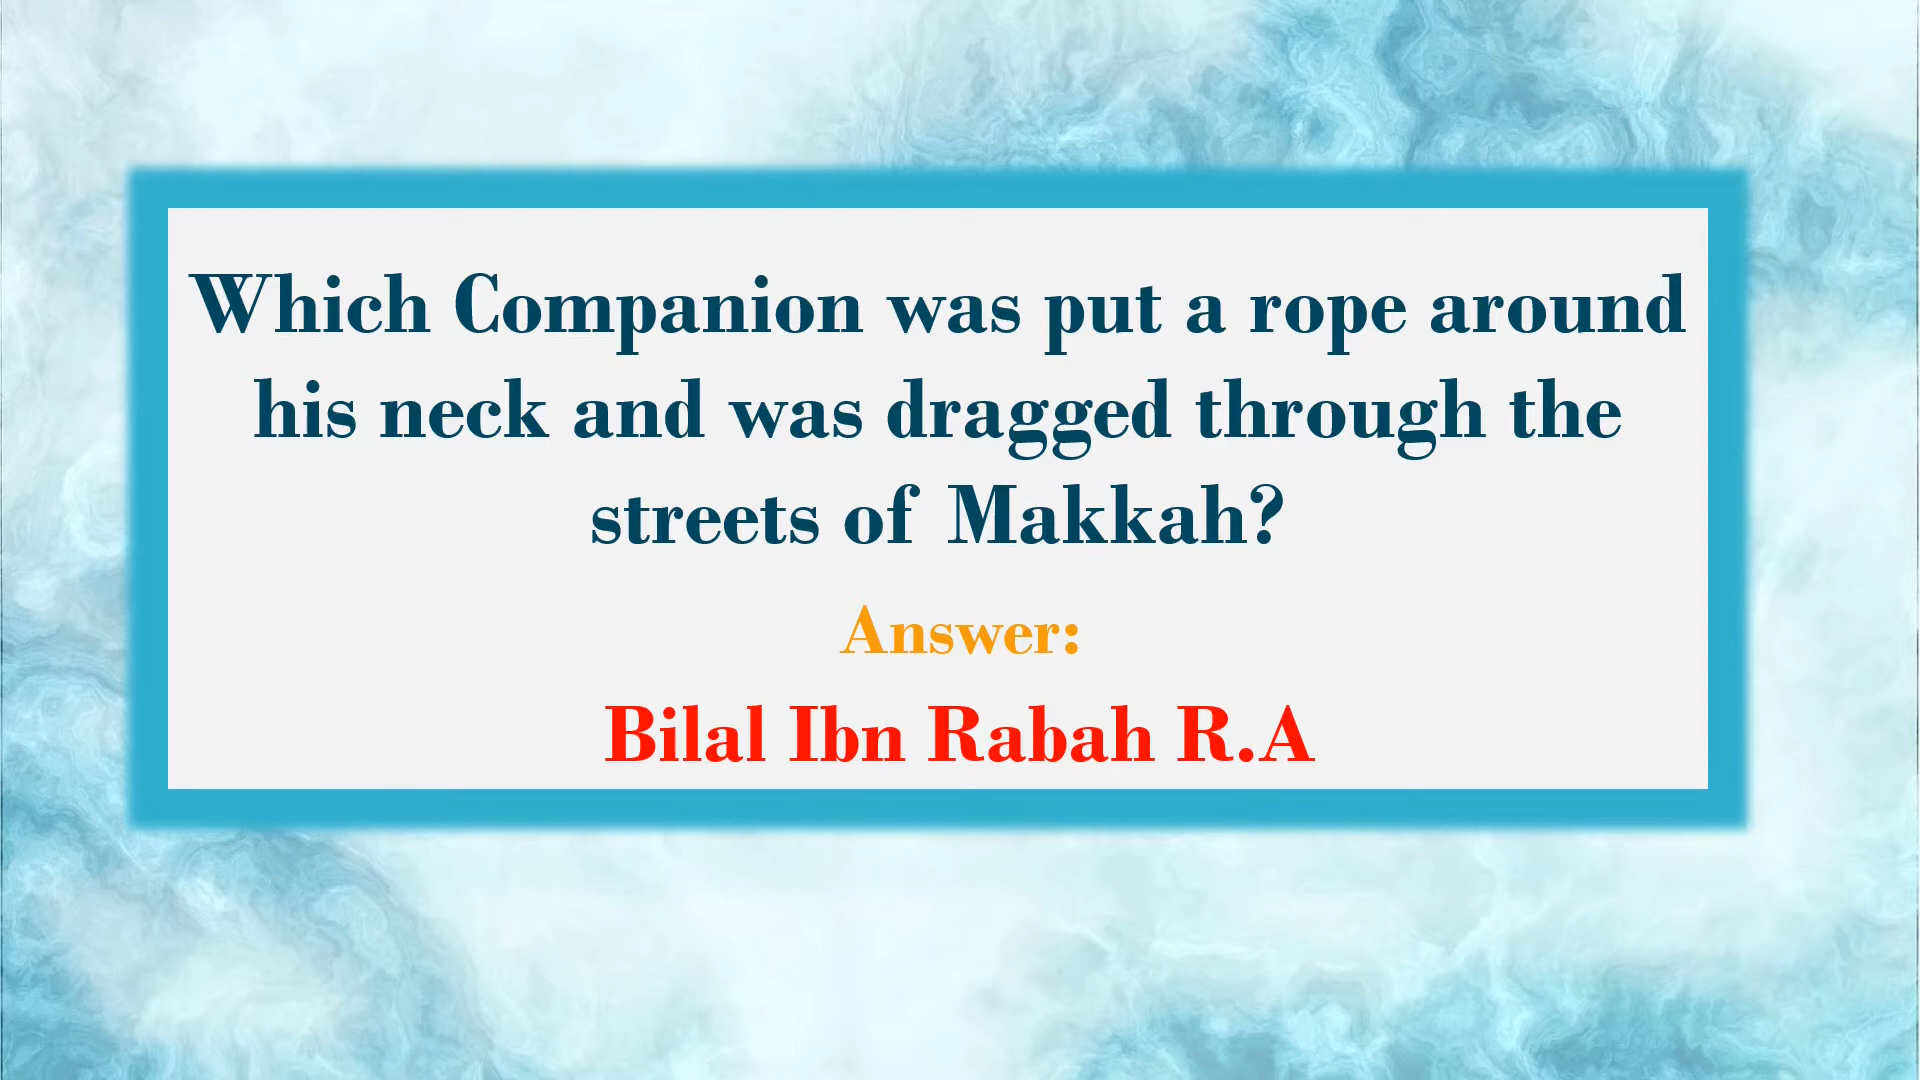 Which Companion was put a rope around
his neck and was dragged through the
streets of Makkah?
Answer:
Bilal Ibn Rabah R.A